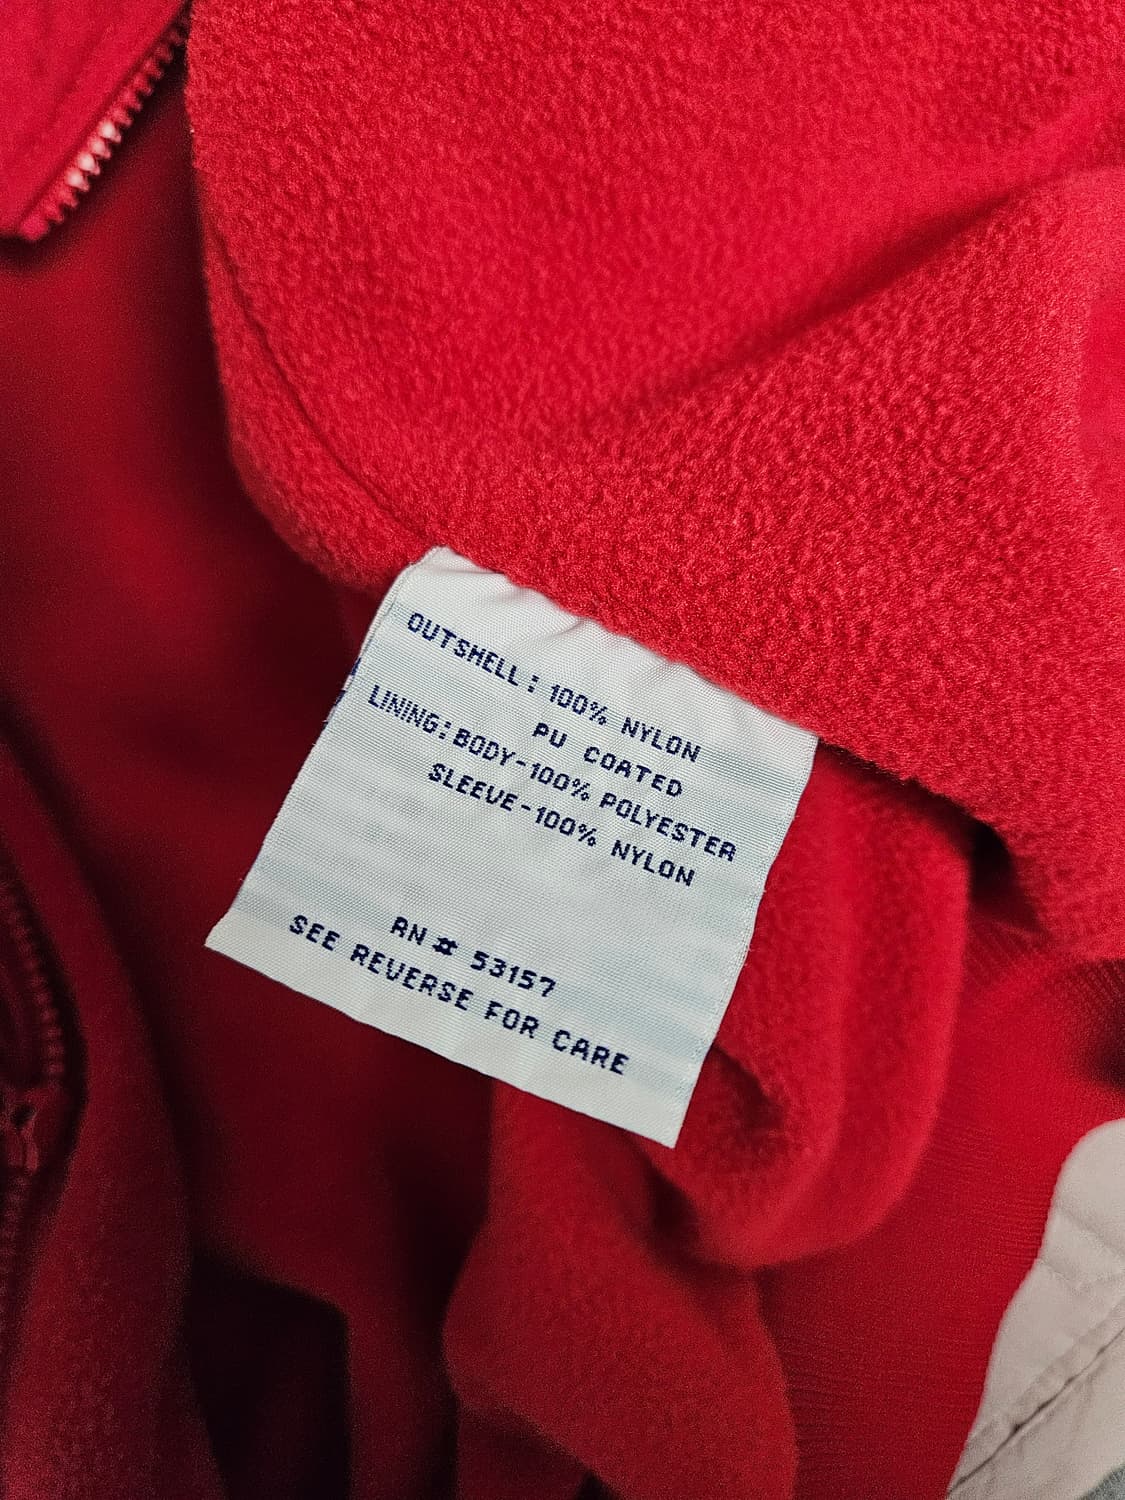 OUTSHELL: 100% NYLON
PU COATED
LINING: BODY-100% POLYESTER
SLEEVE-100% NYLON
RN # 53157
SEE REVERSE FOR CARE